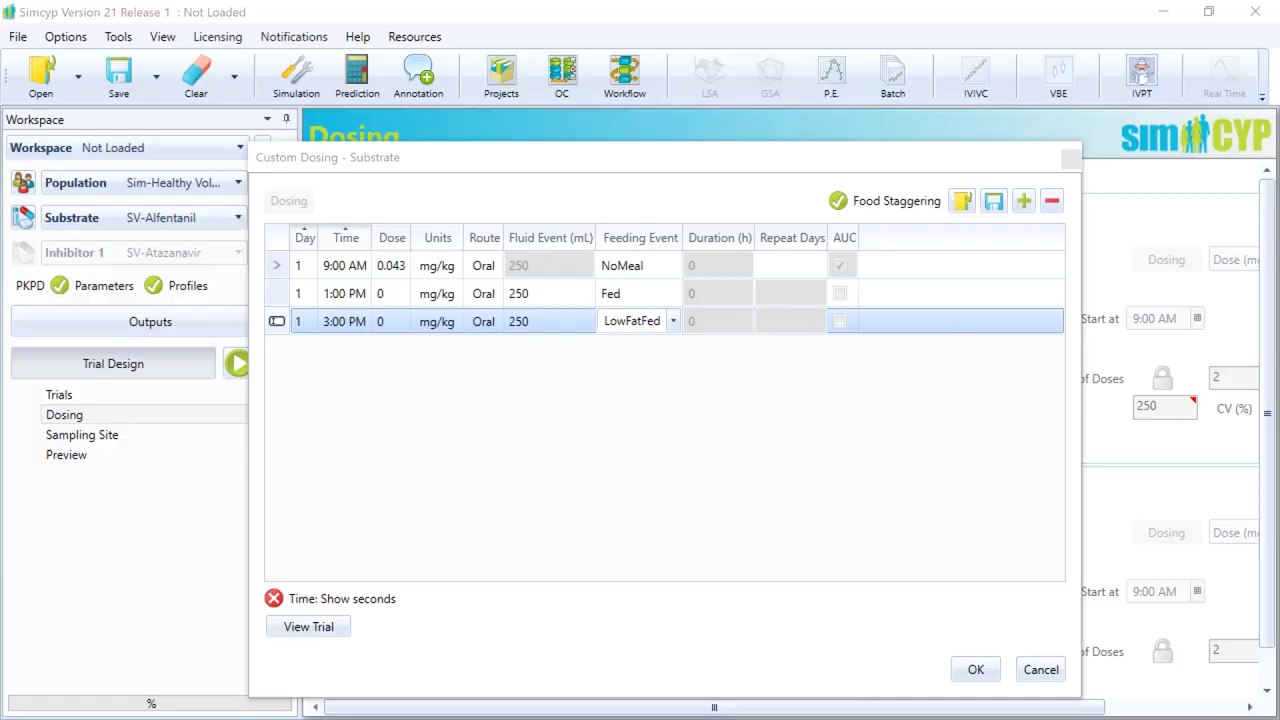 Simcyp Version 21 Release 1 : Not Loaded
File Options Tools View Licensing Notifications Help Resources
Open Save Clear Simulation Prediction Annotation Projects OC Workflow LSA GSA P.E. Batch IVIVC VBE IVPT Real Time
Workspace
Dosing
simCYP
Workspace Not Loaded
Population Sim-Healthy Vol...
Substrate SV-Alfentanil
Inhibitor 1 SV-Atazanavir
PKPD Parameters Profiles
Outputs
Trial Design
Trials
Dosing
Sampling Site
Preview
%
Custom Dosing - Substrate
Dosing
Food Staggering
Day Time Dose Units Route Fluid Event (mL) Feeding Event Duration (h) Repeat Days AUC
1 9:00 AM 0.043 mg/kg Oral 250 NoMeal 0
1 1:00 PM 0 mg/kg Oral 250 Fed 0
1 3:00 PM 0 mg/kg Oral 250 LowFatFed 0
Time: Show seconds
View Trial
OK Cancel
Dosing Dose (m
Start at 9:00 AM
of Doses 2
250 CV (%)
Dosing Dose (m
Start at 9:00 AM
of Doses 2